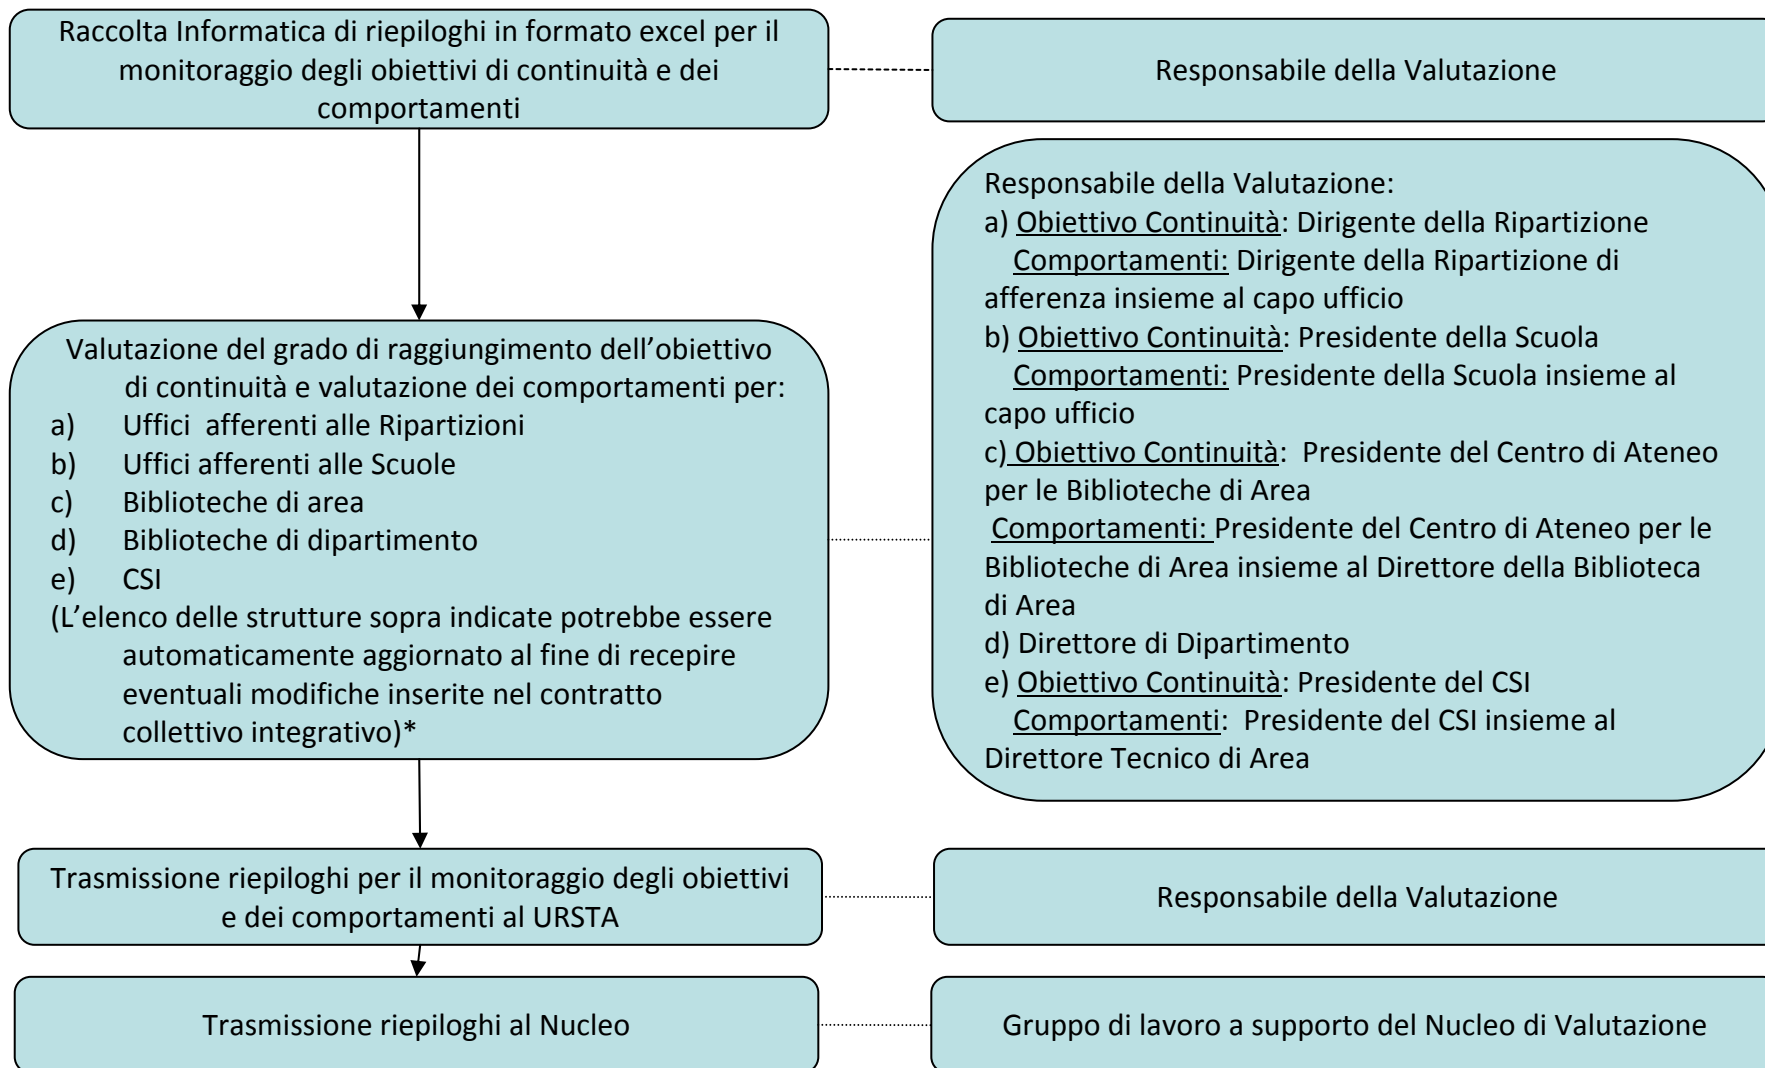 Raccolta Informatica di riepiloghi in formato excel per il
monitoraggio degli obiettivi di continuità e dei
comportamenti
Responsabile della Valutazione
Responsabile della Valutazione:
a) Obiettivo Continuità: Dirigente della Ripartizione
Comportamenti: Dirigente della Ripartizione di
afferenza insieme al capo ufficio
b) Obiettivo Continuità: Presidente della Scuola
Comportamenti: Presidente della Scuola insieme al
capo ufficio
c) Obiettivo Continuità: Presidente del Centro di Ateneo
per le Biblioteche di Area
Comportamenti: Presidente del Centro di Ateneo per le
Biblioteche di Area insieme al Direttore della Biblioteca
di Area
d) Direttore di Dipartimento
e) Obiettivo Continuità: Presidente del CSI
Comportamenti: Presidente del CSI insieme al
Direttore Tecnico di Area
Valutazione del grado di raggiungimento dell’obiettivo
di continuità e valutazione dei comportamenti per:
a) Uffici afferenti alle Ripartizioni
b) Uffici afferenti alle Scuole
c) Biblioteche di area
d) Biblioteche di dipartimento
e) CSI
(L’elenco delle strutture sopra indicate potrebbe essere
automaticamente aggiornato al fine di recepire
eventuali modifiche inserite nel contratto
collettivo integrativo)*
Trasmissione riepiloghi per il monitoraggio degli obiettivi
e dei comportamenti al URSTA
Responsabile della Valutazione
Trasmissione riepiloghi al Nucleo
Gruppo di lavoro a supporto del Nucleo di Valutazione